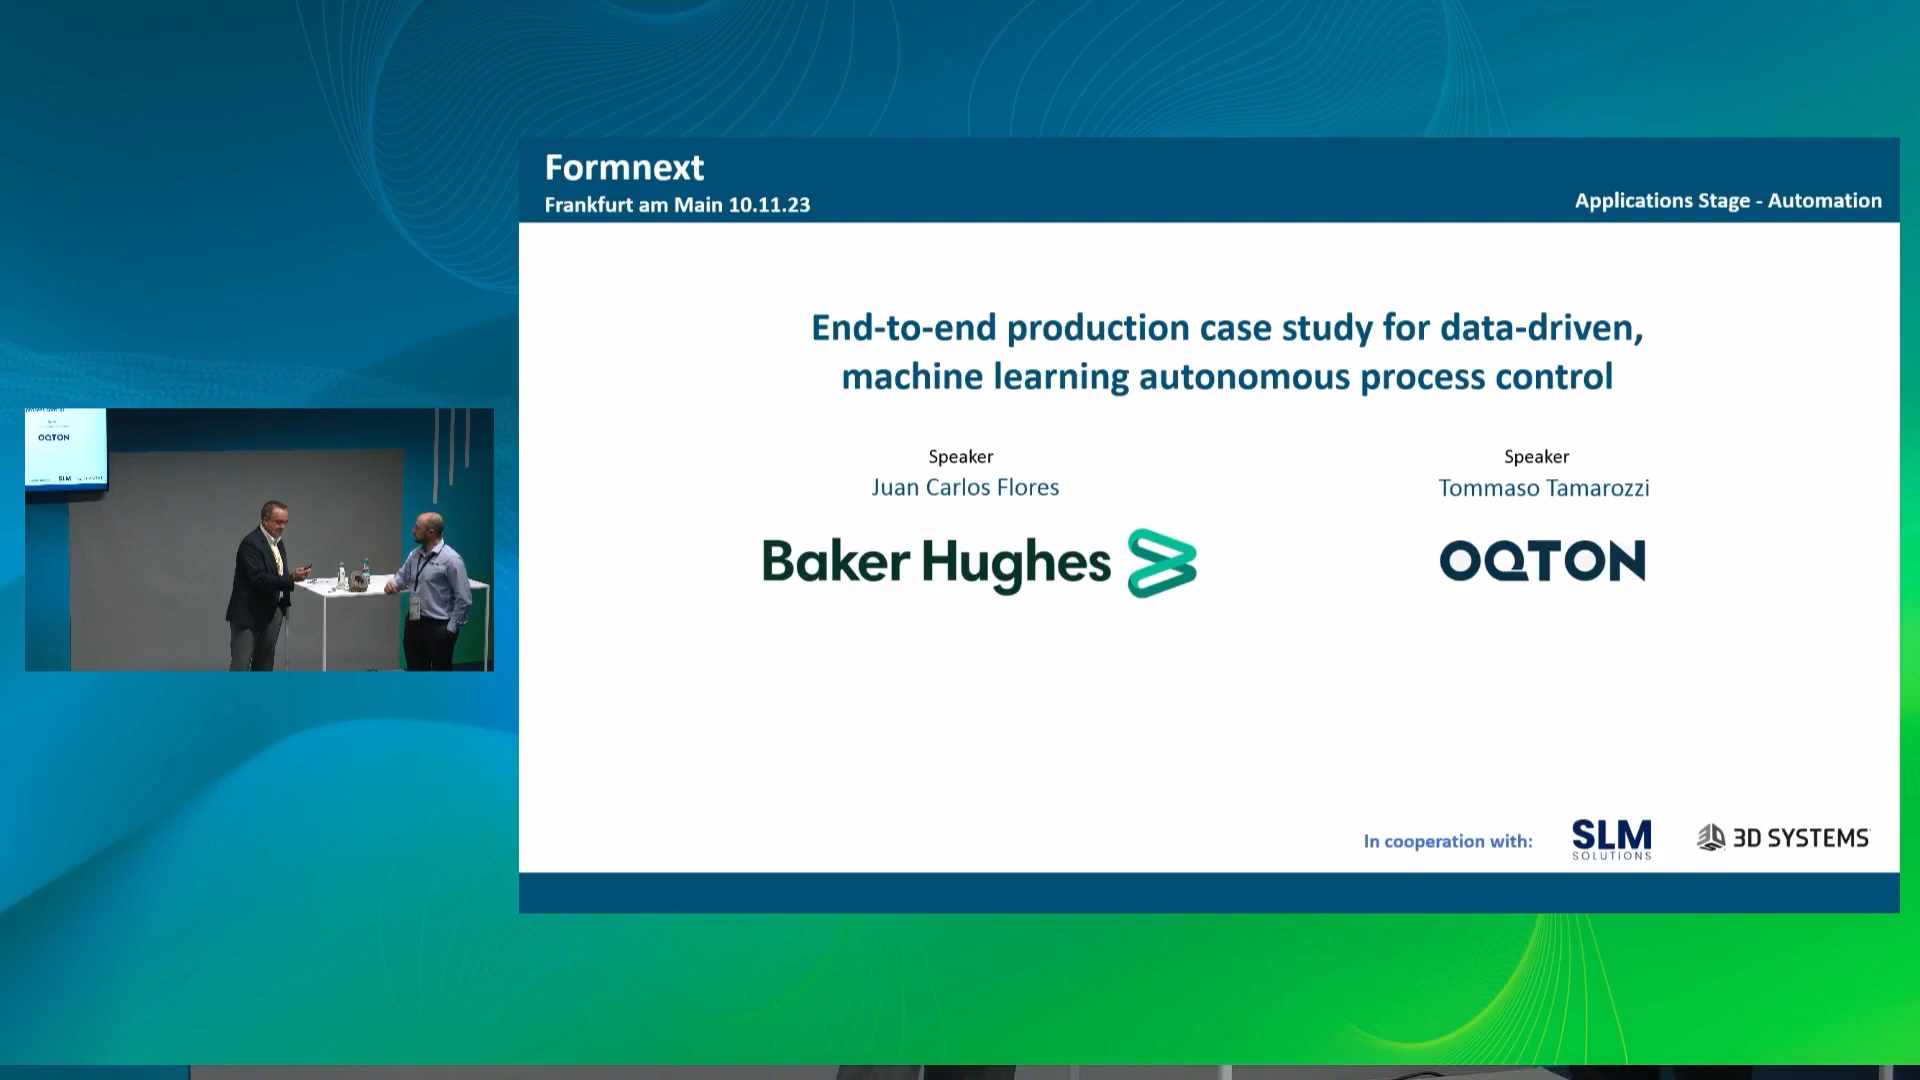 Formnext
Frankfurt am Main 10.11.23
Applications Stage - Automation
End-to-end production case study for data-driven,
machine learning autonomous process control
Speaker
Juan Carlos Flores
Baker Hughes
Speaker
Tommaso Tamarozzi
OQTON
In cooperation with:
SLM
SOLUTIONS
3D SYSTEMS
OQTON
SLM